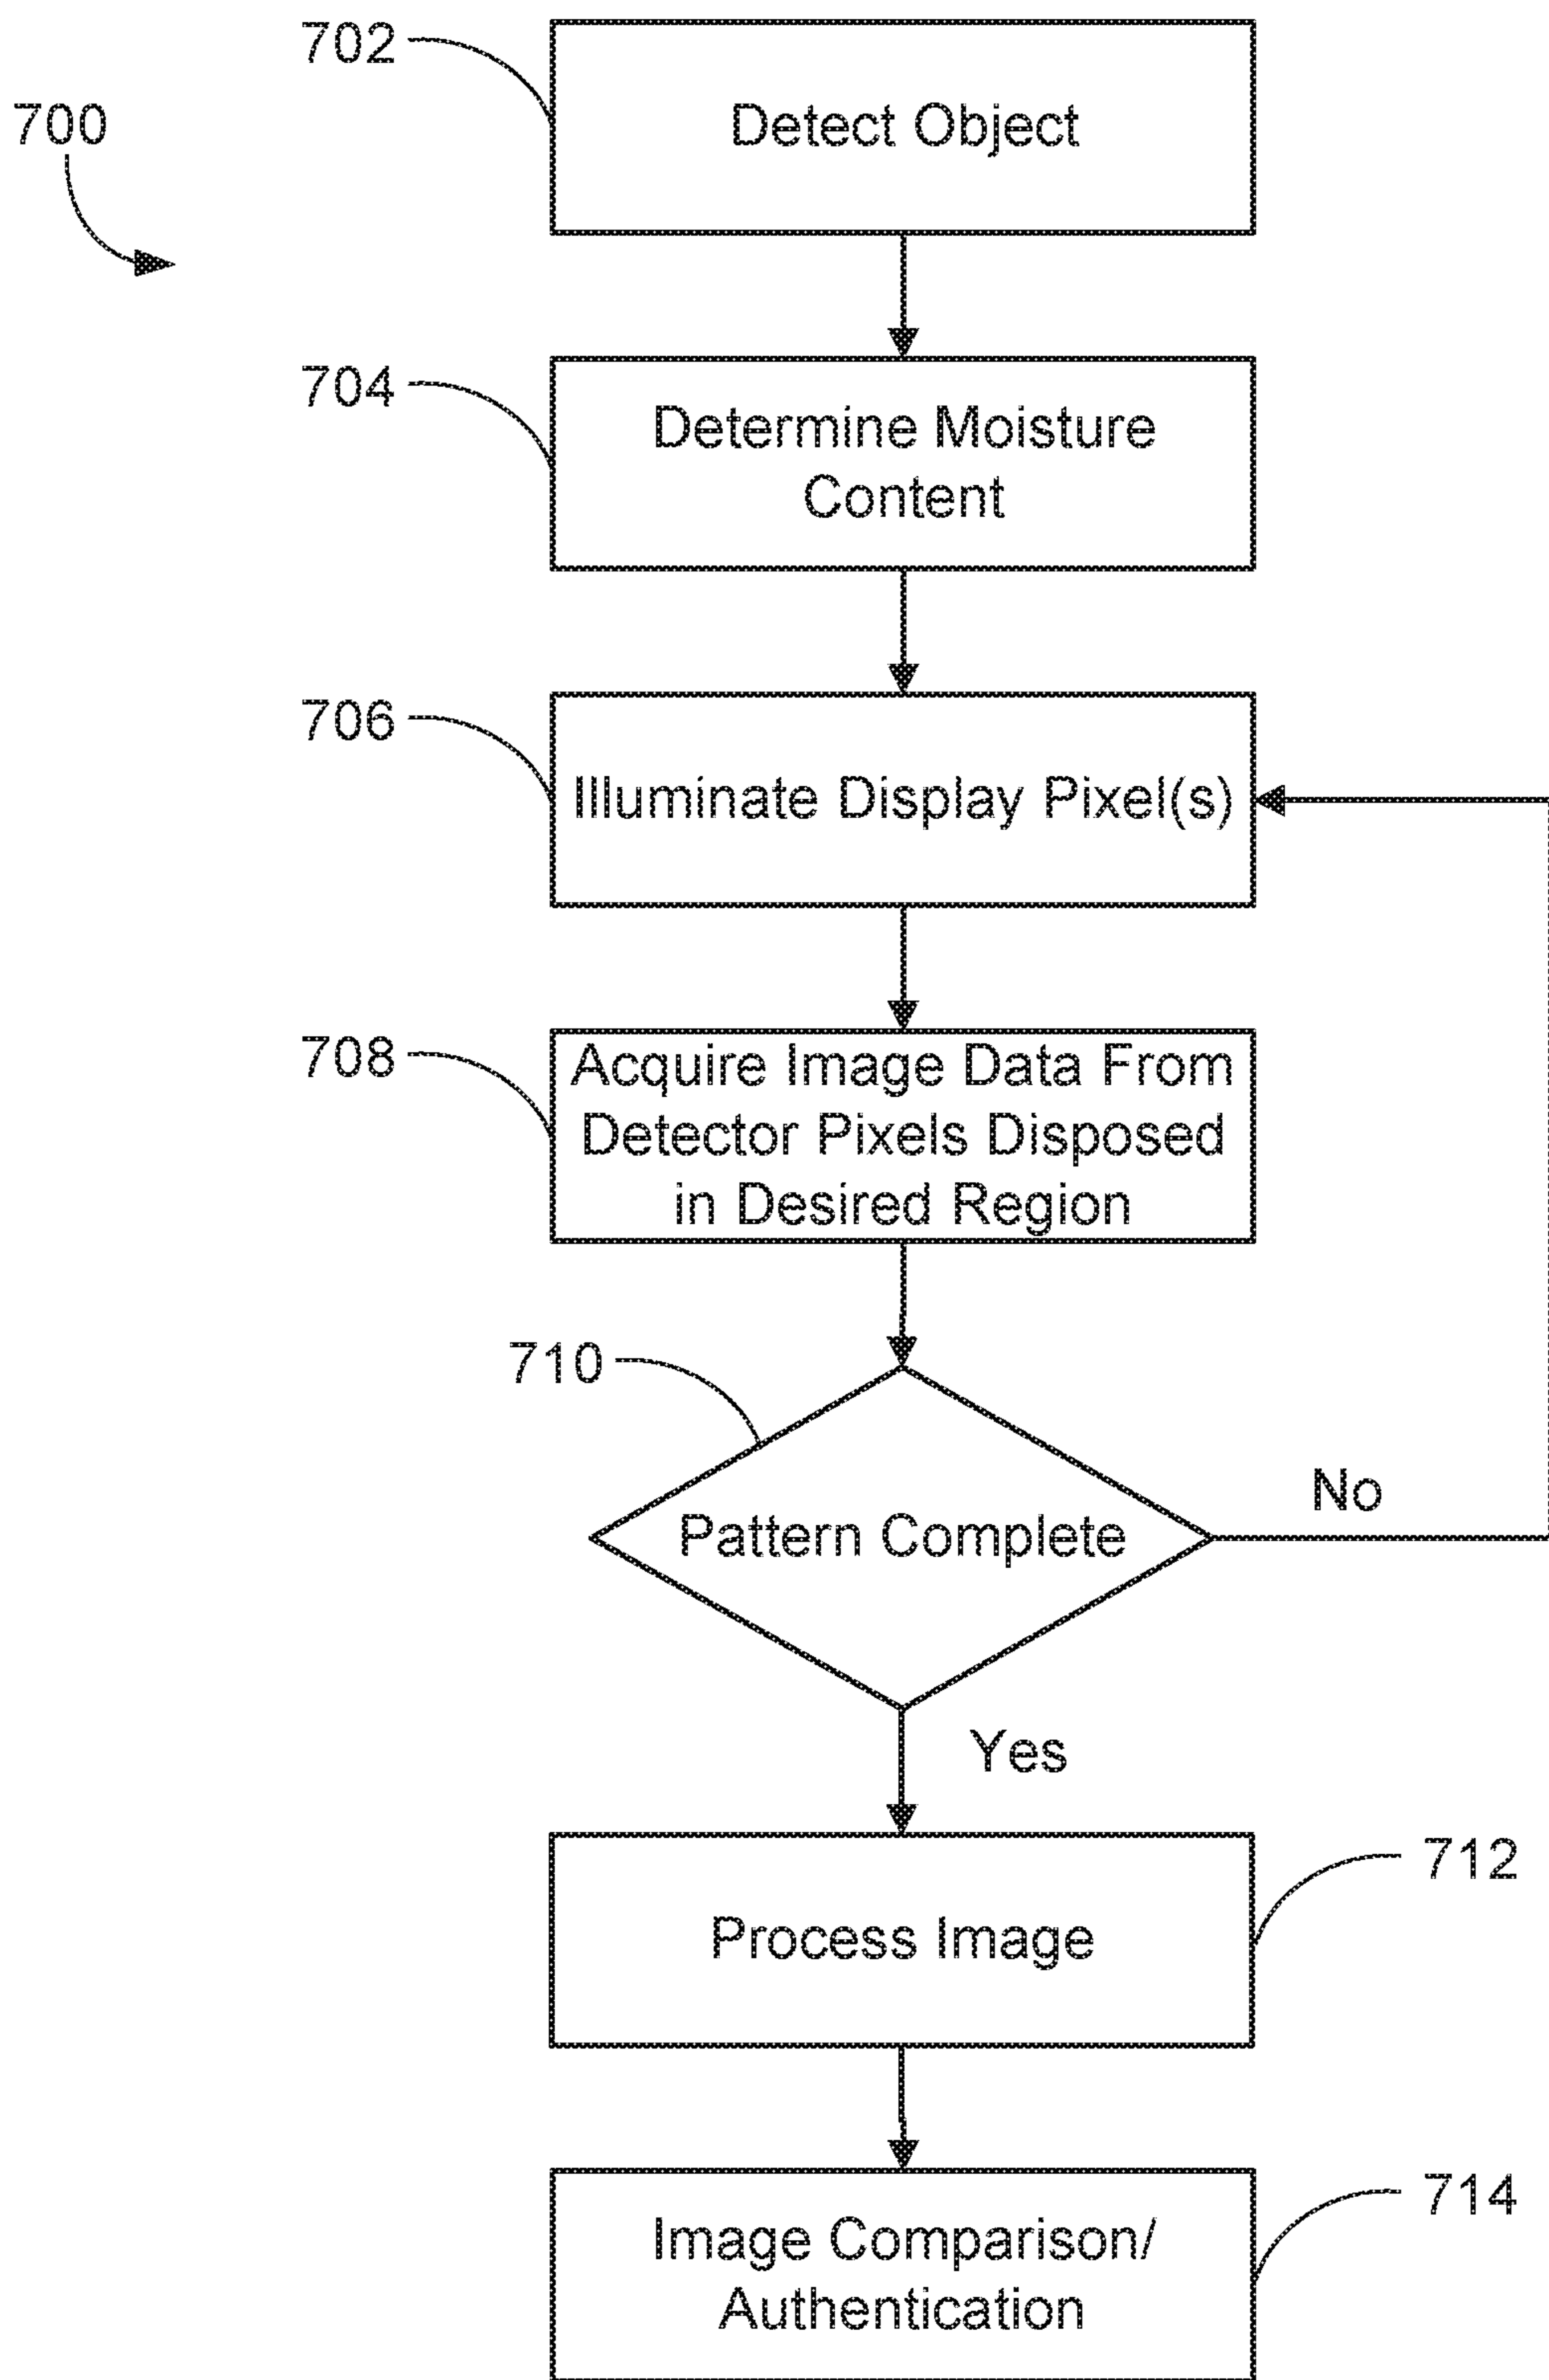 702
Detect Object
700
704
Determine Moisture
Content
706
Illuminate Display Pixel(s)
708
Acquire Image Data From
Detector Pixels Disposed
in Desired Region
710
Pattern Complete
No
Yes
712
Process Image
714
Image Comparison/
Authentication